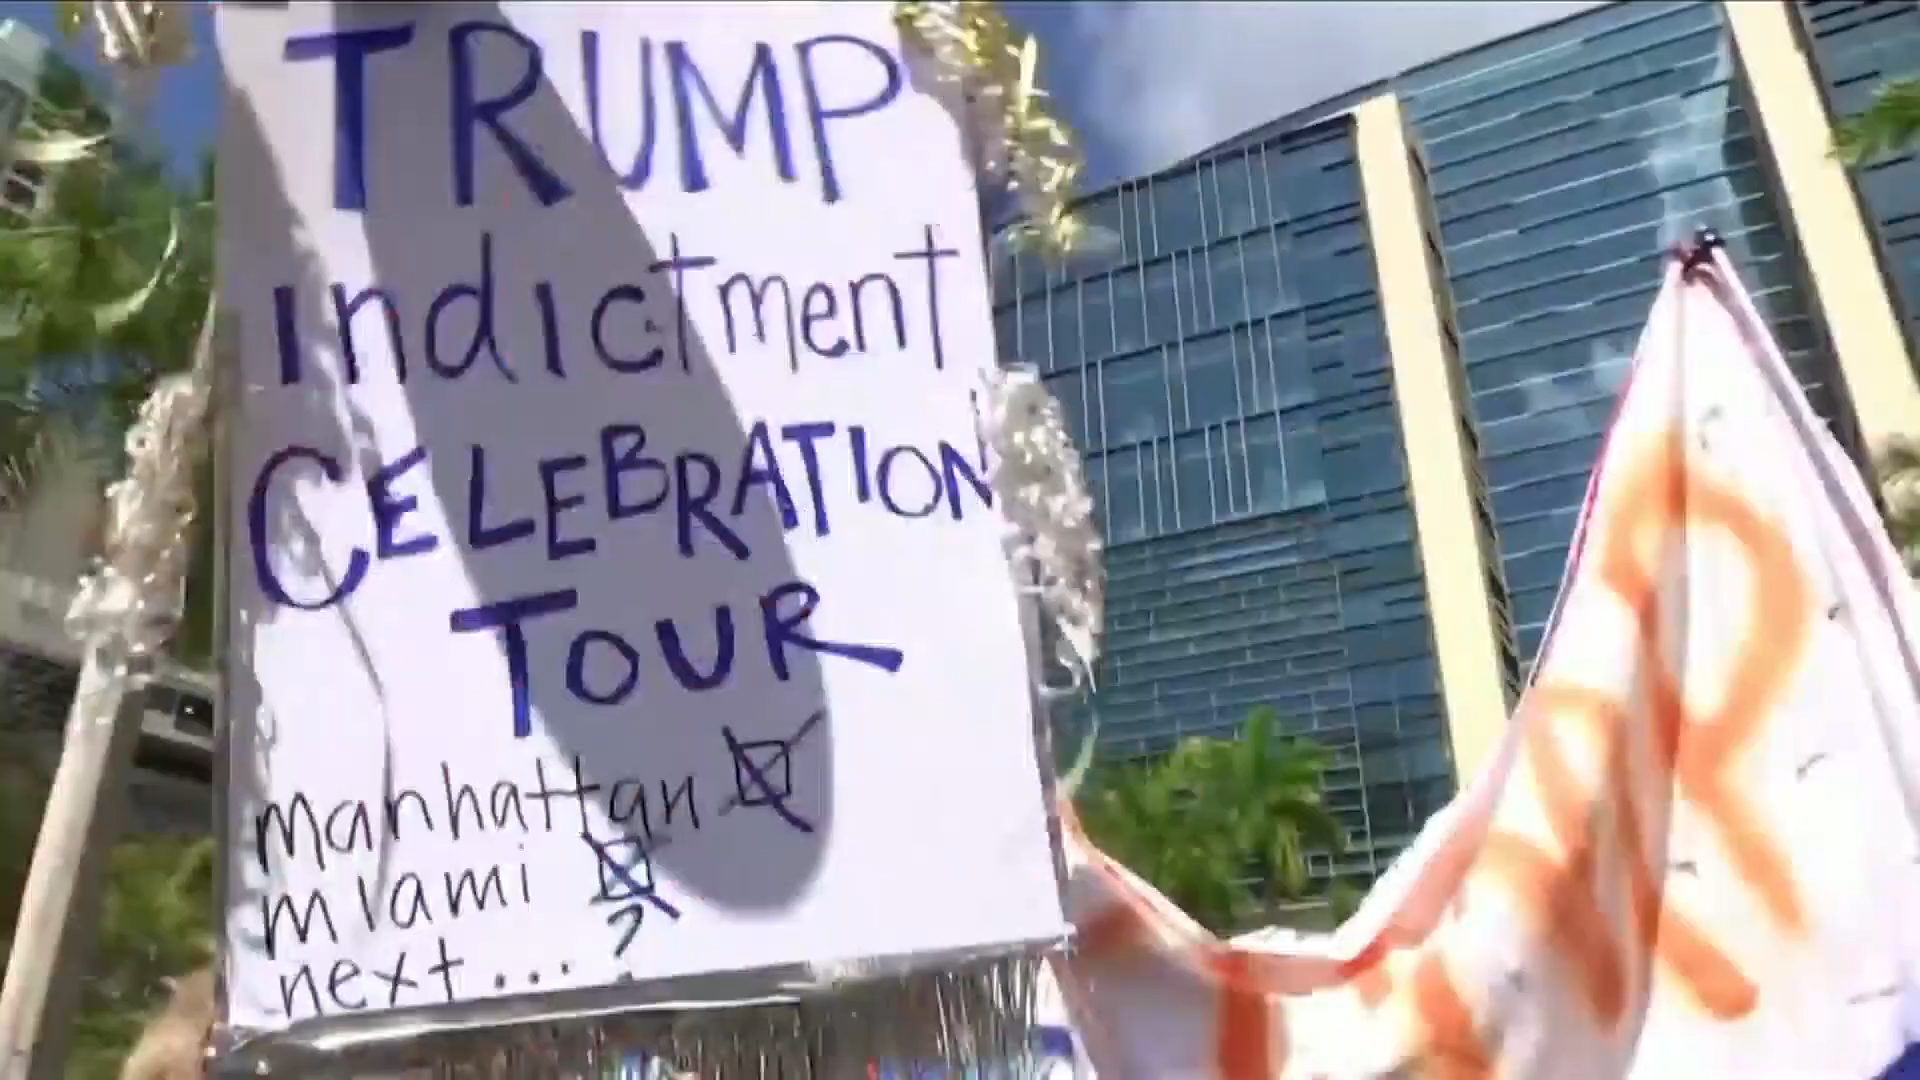 TRUMP
indictment
CELEBRATION
TOUR
manhattan
miami
next...?